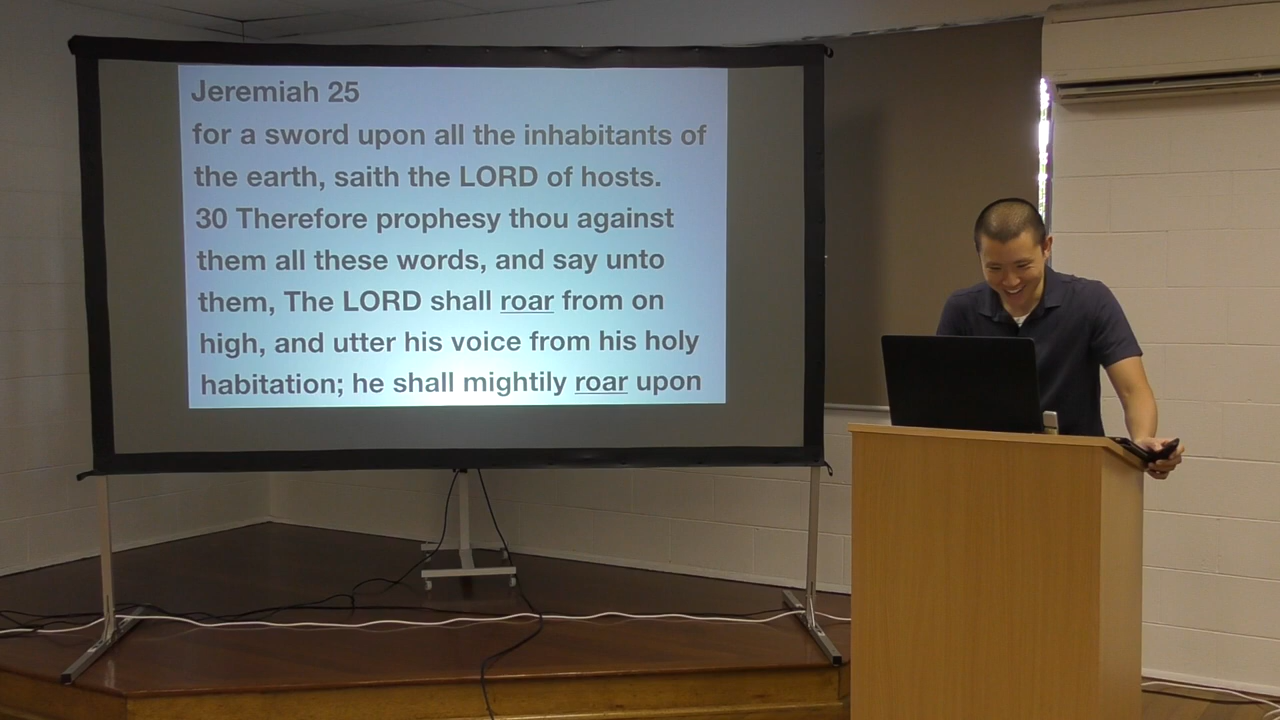 Jeremiah 25
for a sword upon all the inhabitants of
the earth, saith the LORD of hosts.
30 Therefore prophesy thou against
them all these words, and say unto
them, The LORD shall roar from on
high, and utter his voice from his holy
habitation; he shall mightily roar upon